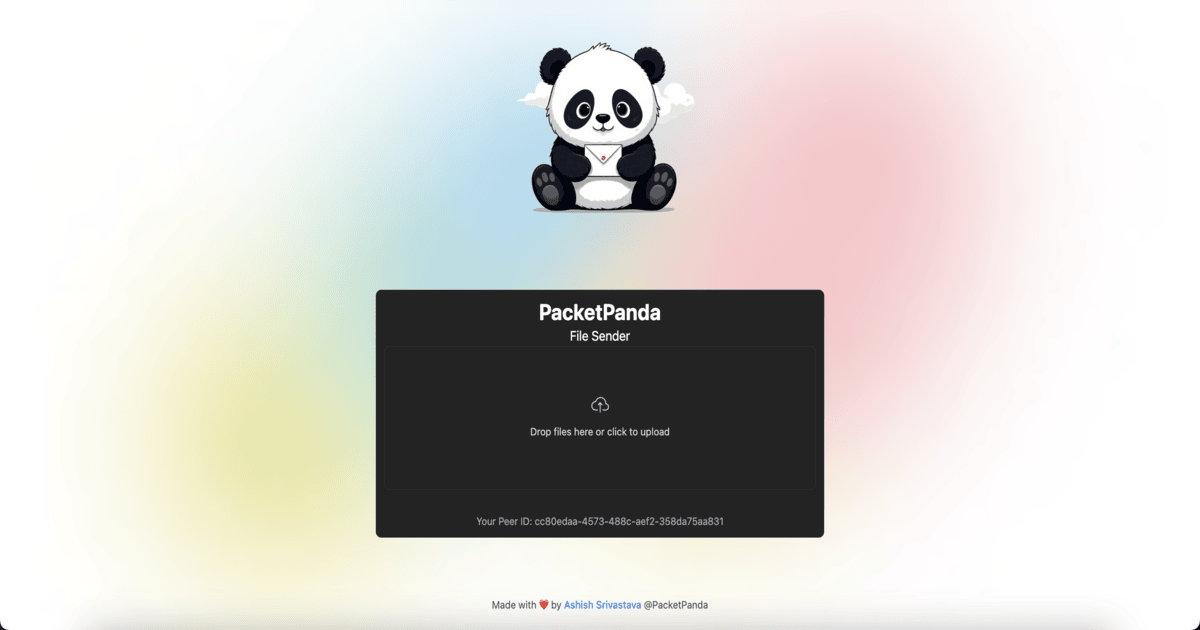 PacketPanda
File Sender
Drop files here or click to upload
Your Peer ID: cc80edaa-4573-488c-aef2-358da75aa831
Made with ❤️ by Ashish Srivastava @PacketPanda